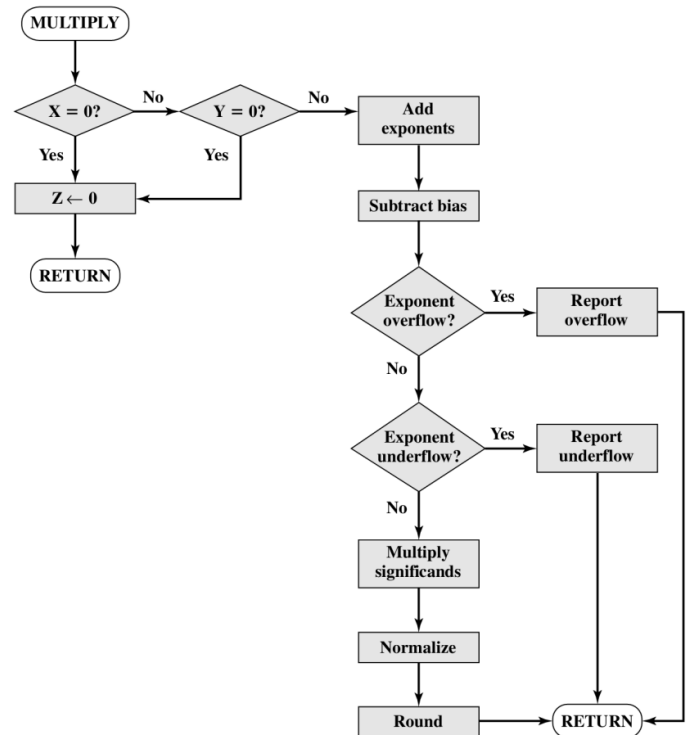 MULTIPLY
X = 0?
No
Y = 0?
No
Add
exponents
Yes
Yes
Z ← 0
RETURN
Subtract bias
Exponent
overflow?
Yes
Report
overflow
No
Exponent
underflow?
Yes
Report
underflow
No
Multiply
significands
Normalize
Round
RETURN